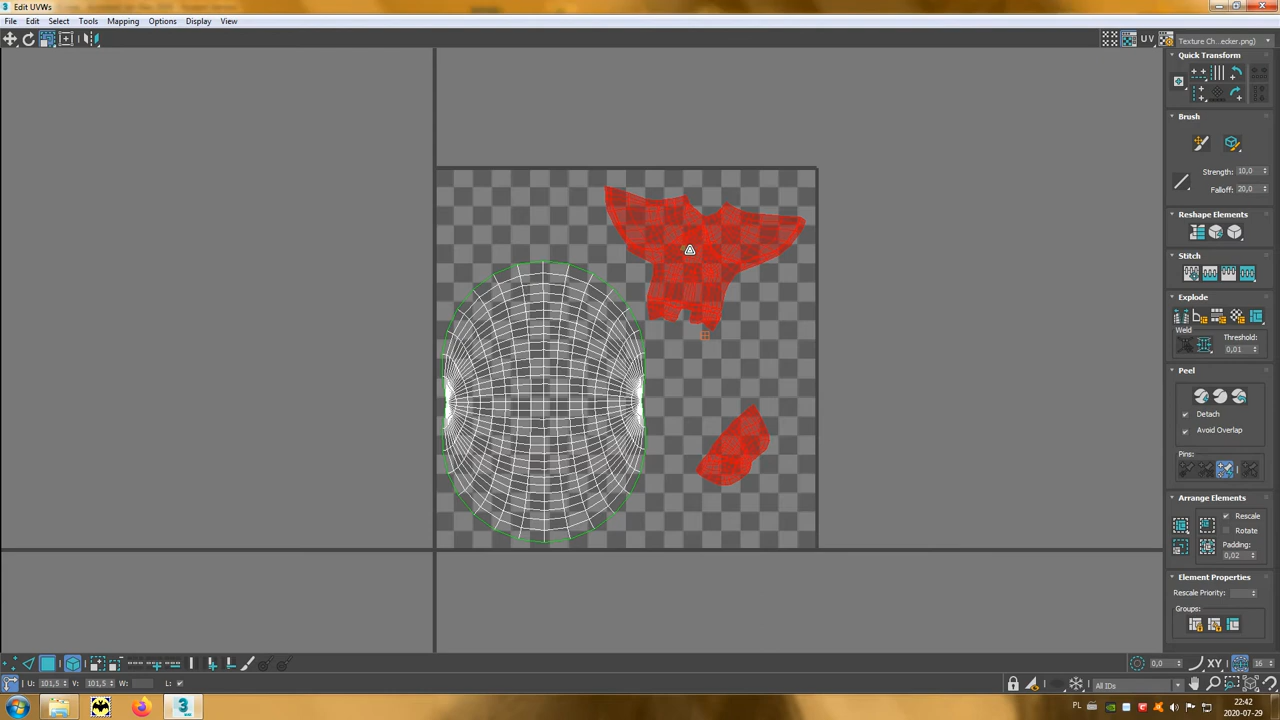 Edit UVWs
File Edit Select Tools Mapping Options Display View
UV Texture Ch...ecker.png)
Quick Transform
Brush
Strength: 10,0
Falloff: 20,0
Reshape Elements
Stitch
Explode
Weld Threshold:
0,01
Peel
Detach
Avoid Overlap
Pins:
Arrange Elements
Rescale
Rotate
Padding:
0,02
Element Properties
Rescale Priority:
Groups:
0,0 XY 16
U: 101,5 V: 101,5 W: L: All IDs
3 PL 22:42
2020-07-29